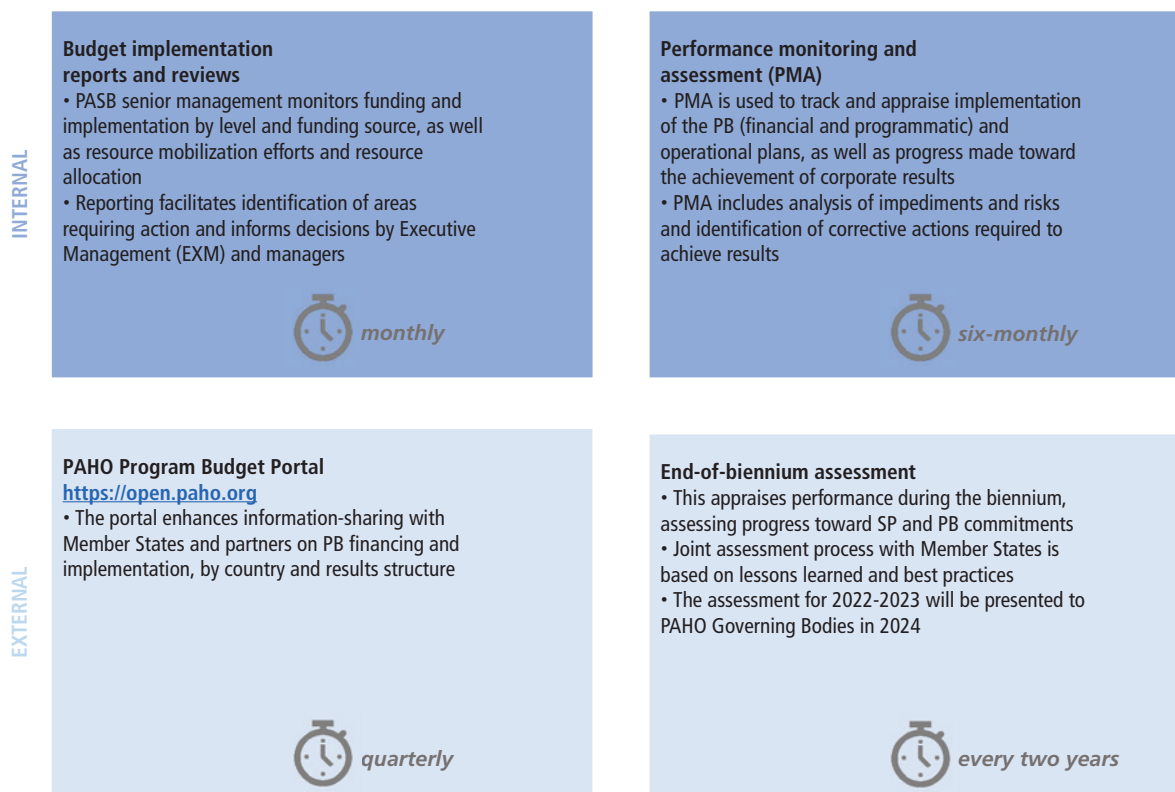 INTERNAL
Budget implementation
reports and reviews
• PASB senior management monitors funding and
implementation by level and funding source, as well
as resource mobilization efforts and resource
allocation
• Reporting facilitates identification of areas
requiring action and informs decisions by Executive
Management (EXM) and managers
monthly
Performance monitoring and
assessment (PMA)
• PMA is used to track and appraise implementation
of the PB (financial and programmatic) and
operational plans, as well as progress made toward
the achievement of corporate results
• PMA includes analysis of impediments and risks
and identification of corrective actions required to
achieve results
six-monthly
EXTERNAL
PAHO Program Budget Portal
https://open.paho.org
• The portal enhances information-sharing with
Member States and partners on PB financing and
implementation, by country and results structure
quarterly
End-of-biennium assessment
• This appraises performance during the biennium,
assessing progress toward SP and PB commitments
• Joint assessment process with Member States is
based on lessons learned and best practices
• The assessment for 2022-2023 will be presented to
PAHO Governing Bodies in 2024
every two years